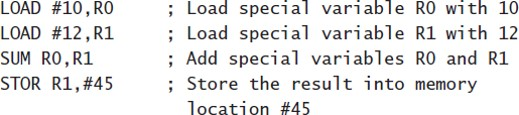 LOAD #10,R0 ; Load special variable R0 with 10
LOAD #12,R1 ; Load special variable R1 with 12
SUM R0,R1 ; Add special variables R0 and R1
STOR R1,#45 ; Store the result into memory
location #45